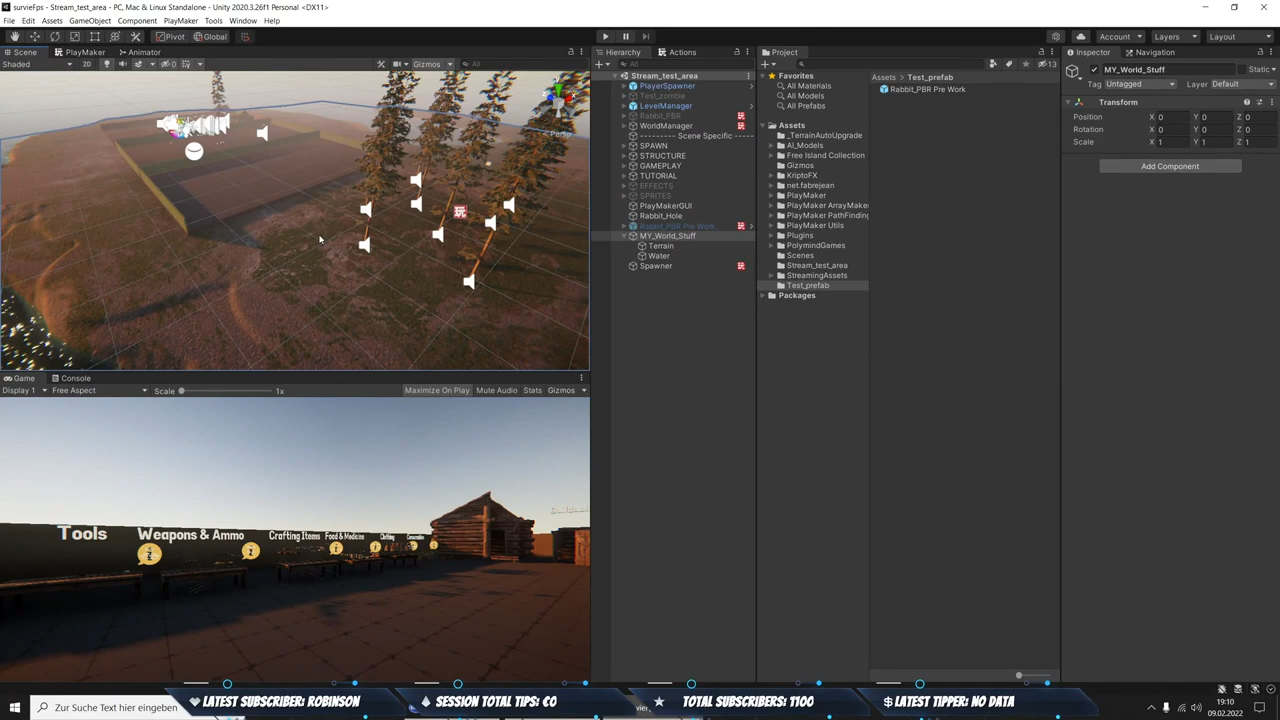 survieFps - Stream_test_area - PC, Mac & Linux Standalone - Unity 2020.3.26f1 Personal <DX11>
File Edit Assets GameObject Component PlayMaker Tools Window Help
Pivot Global Account Layers Layout
Scene PlayMaker Animator
Shaded 2D 0 Gizmos All
Persp
Game Console
Display 1 Free Aspect Scale 1x Maximize On Play Mute Audio Stats Gizmos
Tools Weapons & Ammo Crafting Items Food & Medicine Clothing
Hierarchy Actions
All
Stream_test_area
PlayerSpawner
Test_zombie
LevelManager
Rabbit_PBR
WorldManager
--------- Scene Specific -----
SPAWN
STRUCTURE
GAMEPLAY
TUTORIAL
EFFECTS
SPRITES
PlayMakerGUI
Rabbit_Hole
Rabbit_PBR Pre Work
MY_World_Stuff
Terrain
Water
Spawner
Project
13
Favorites
All Materials
All Models
All Prefabs
Assets
_TerrainAutoUpgrade
AI_Models
Free Island Collection
Gizmos
KriptoFX
net.fabrejean
PlayMaker
PlayMaker ArrayMaker
PlayMaker PathFinding
PlayMaker Utils
Plugins
PolymindGames
Scenes
Stream_test_area
StreamingAssets
Test_prefab
Packages
Assets Test_prefab
Rabbit_PBR Pre Work
Inspector Navigation
MY_World_Stuff Static
Tag Untagged Layer Default
Transform
Position X 0 Y 0 Z 0
Rotation X 0 Y 0 Z 0
Scale X 1 Y 1 Z 1
Add Component
LATEST SUBSCRIBER: ROBINSON SESSION TOTAL TIPS: €0 TOTAL SUBSCRIBERS: 1100 $ LATEST TIPPER: NO DATA
Zur Suche Text hier eingeben
19:10
09.02.2022